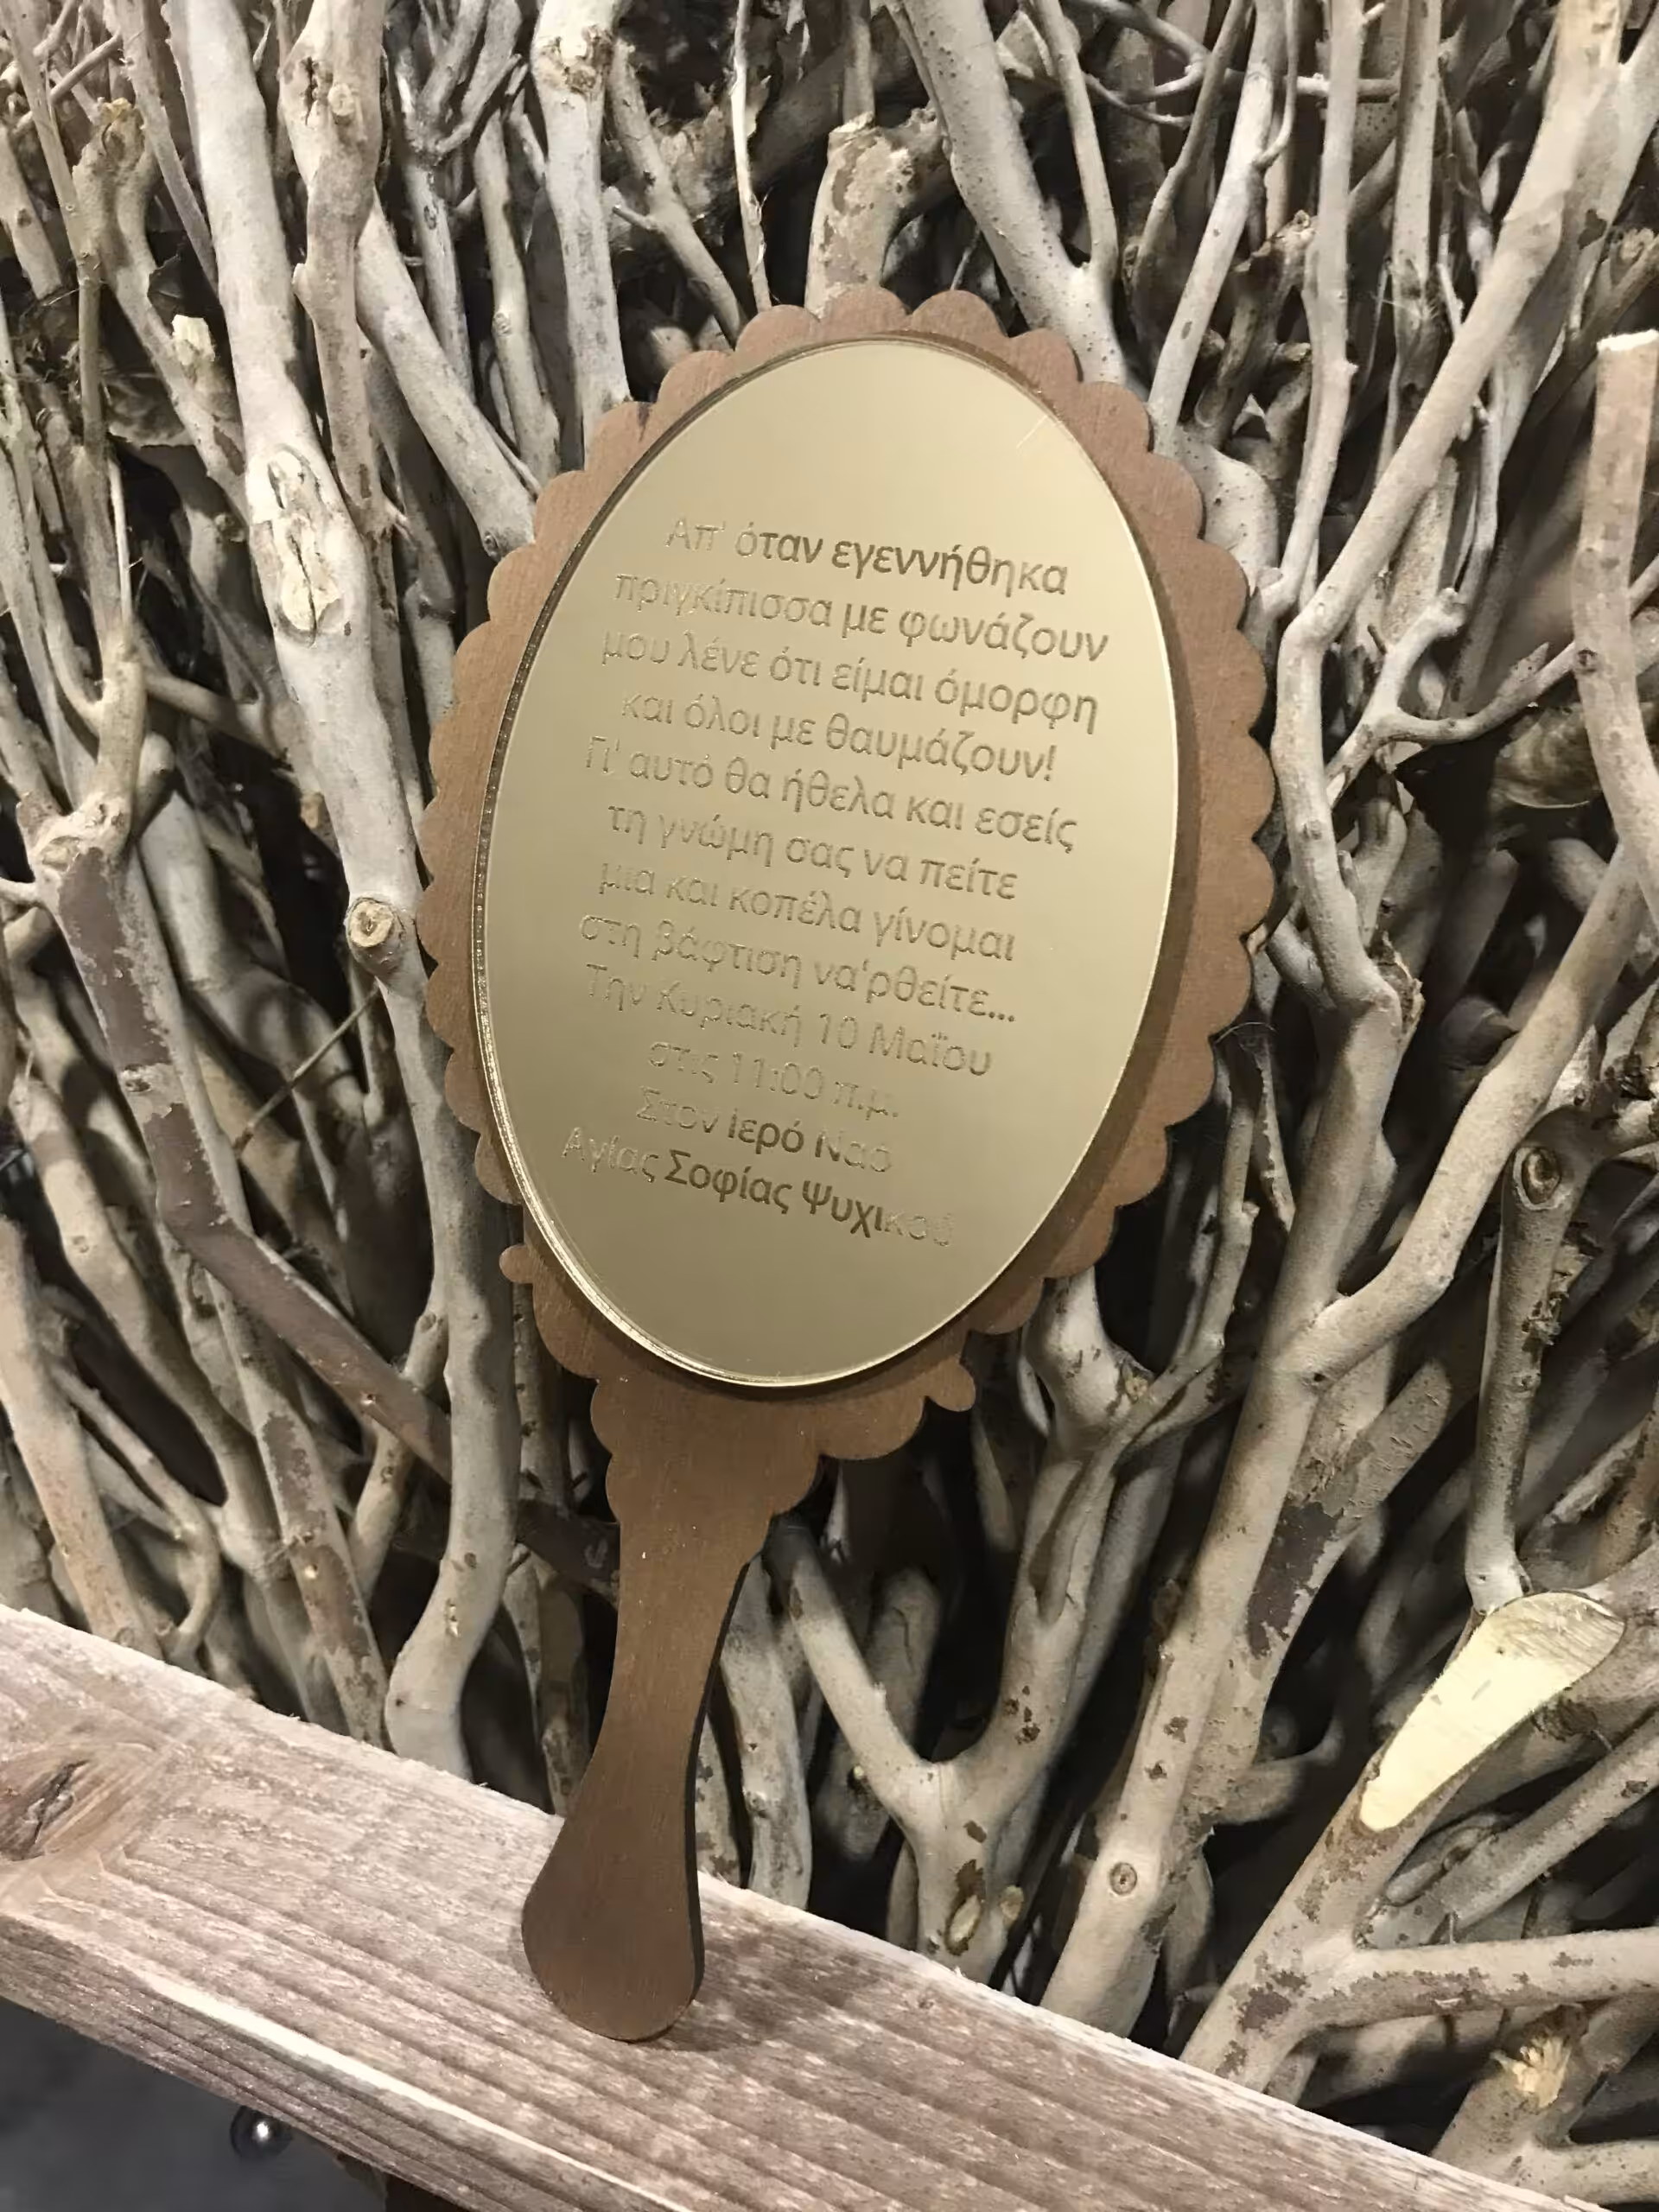 Απ' όταν εγεννήθηκα
πριγκίπισσα με φωνάζουν
μου λένε ότι είμαι όμορφη
και όλοι με θαυμάζουν!
Γι' αυτό θα ήθελα και εσείς
τη γνώμη σας να πείτε
μια και κοπέλα γίνομαι
στη βάφτιση να'ρθείτε...
Την Κυριακή 10 Μαΐου
στις 11:00 π.μ.
Στον Ιερό Ναό
Αγίας Σοφίας Ψυχικού